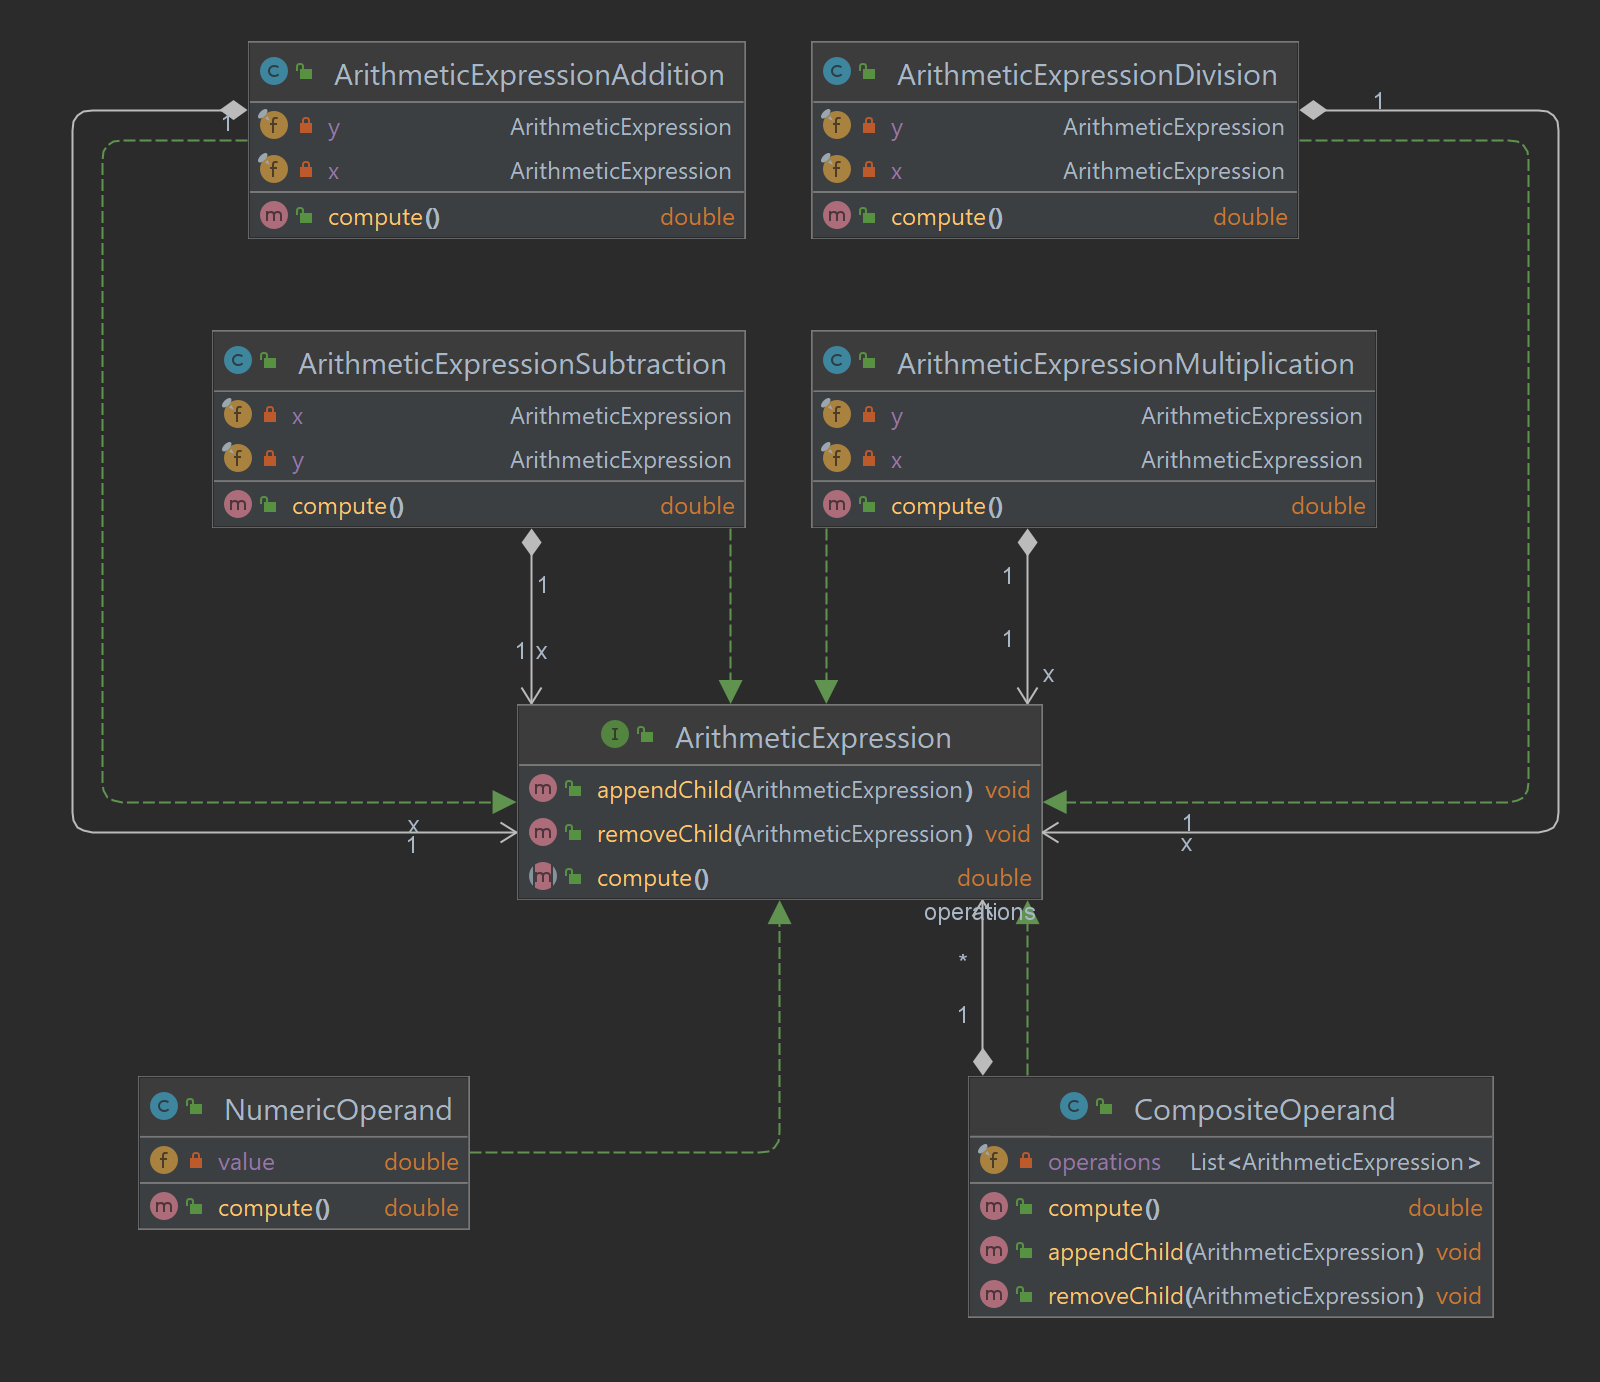 C ArithmeticExpressionAddition
f y ArithmeticExpression
f x ArithmeticExpression
m compute() double
C ArithmeticExpressionDivision
f y ArithmeticExpression
f x ArithmeticExpression
m compute() double
1
1
C ArithmeticExpressionSubtraction
f x ArithmeticExpression
f y ArithmeticExpression
m compute() double
C ArithmeticExpressionMultiplication
f y ArithmeticExpression
f x ArithmeticExpression
m compute() double
1
1 x
1
1
x
I ArithmeticExpression
m appendChild(ArithmeticExpression) void
m removeChild(ArithmeticExpression) void
m compute() double
x
1
1
x
operations
*
1
C NumericOperand
f value double
m compute() double
C CompositeOperand
f operations List<ArithmeticExpression>
m compute() double
m appendChild(ArithmeticExpression) void
m removeChild(ArithmeticExpression) void